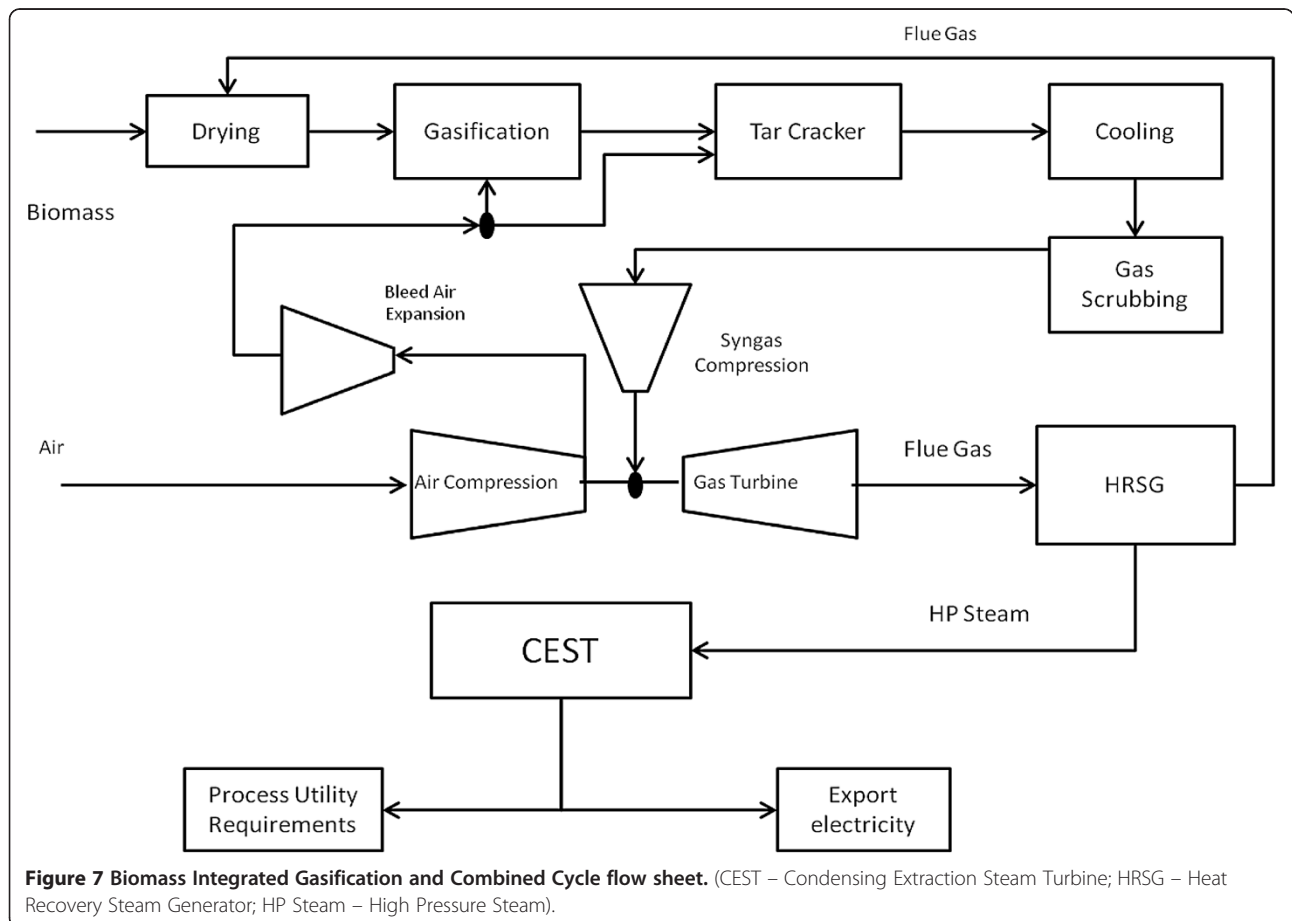 Flue Gas
Drying
Gasification
Tar Cracker
Cooling
Biomass
Gas
Scrubbing
Bleed Air
Expansion
Syngas
Compression
Air
Air Compression
Gas Turbine
Flue Gas
HRSG
HP Steam
CEST
Process Utility
Requirements
Export
electricity
Figure 7 Biomass Integrated Gasification and Combined Cycle flow sheet. (CEST – Condensing Extraction Steam Turbine; HRSG – Heat
Recovery Steam Generator; HP Steam – High Pressure Steam).